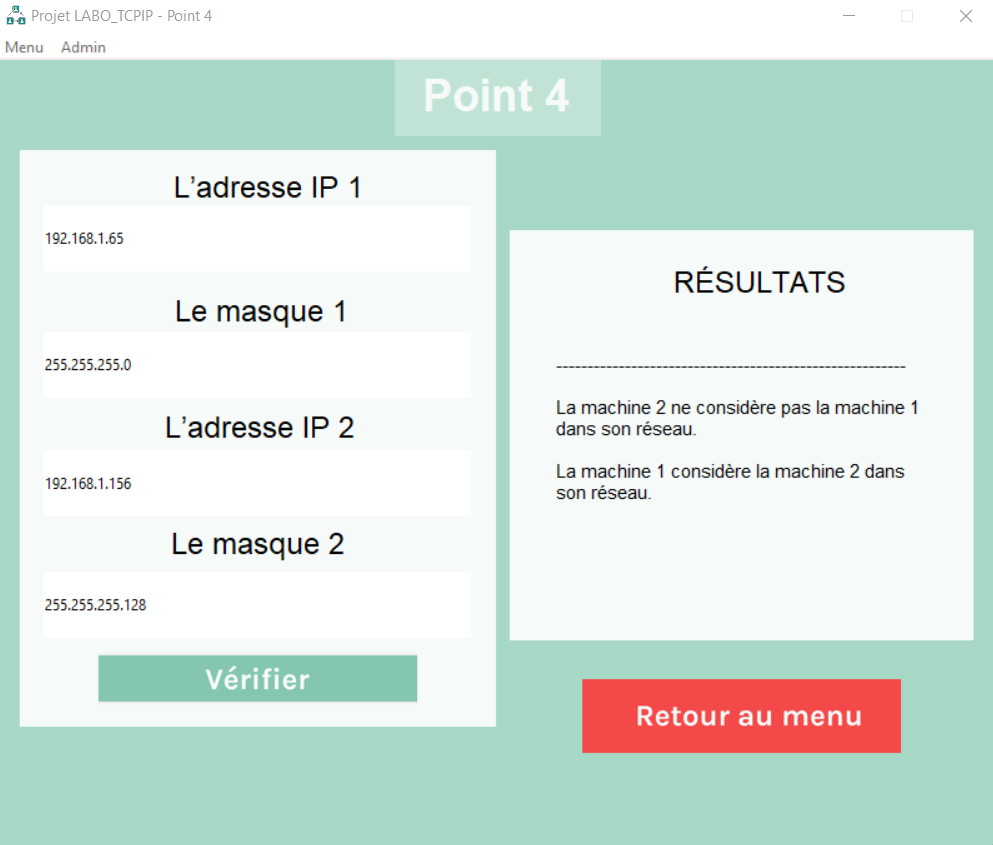 Projet LABO_TCPIP - Point 4
Menu Admin
Point 4
L'adresse IP 1
192.168.1.65
Le masque 1
255.255.255.0
L'adresse IP 2
192.168.1.156
Le masque 2
255.255.255.128
Vérifier
RÉSULTATS
--------------------------------------------------------
La machine 2 ne considère pas la machine 1
dans son réseau.
La machine 1 considère la machine 2 dans
son réseau.
Retour au menu